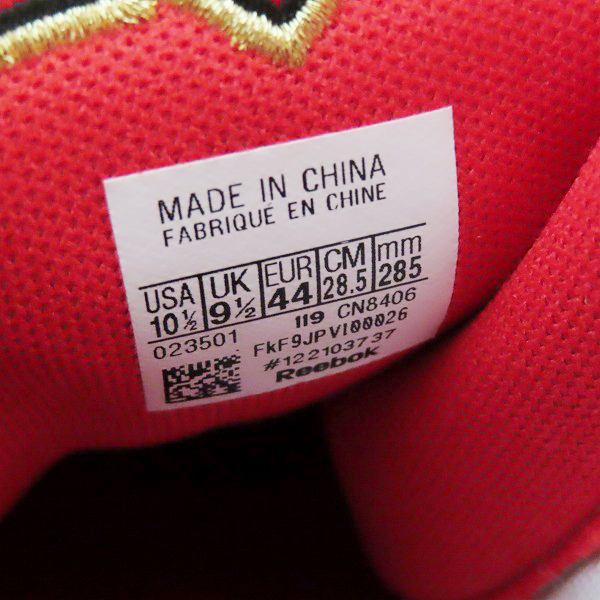 MADE IN CHINA
FABRIQUÉ EN CHINE
USA UK EUR CM mm
10½ 9½ 44 28.5 285
023501 119 CN8406
FkF9JPVI00026
#122103737
Reebok